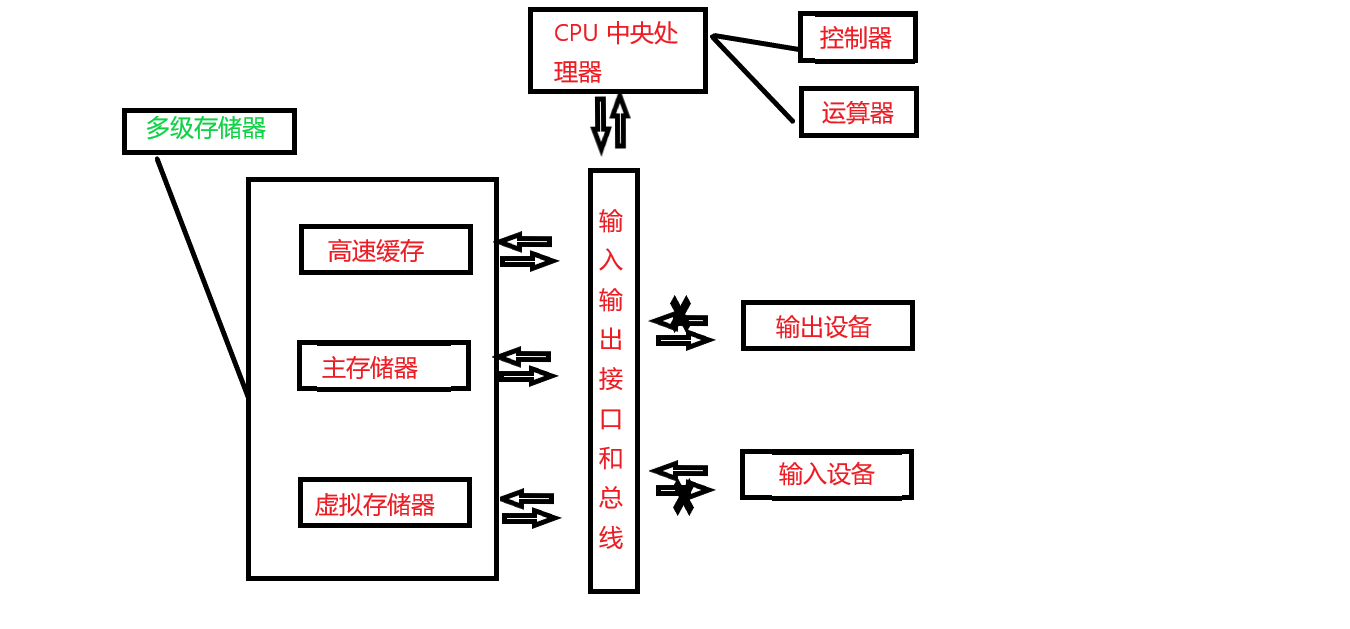 CPU 中央处
理器
控制器
运算器
多级存储器
高速缓存
主存储器
虚拟存储器
输
入
输
出
接
口
和
总
线
输出设备
输入设备